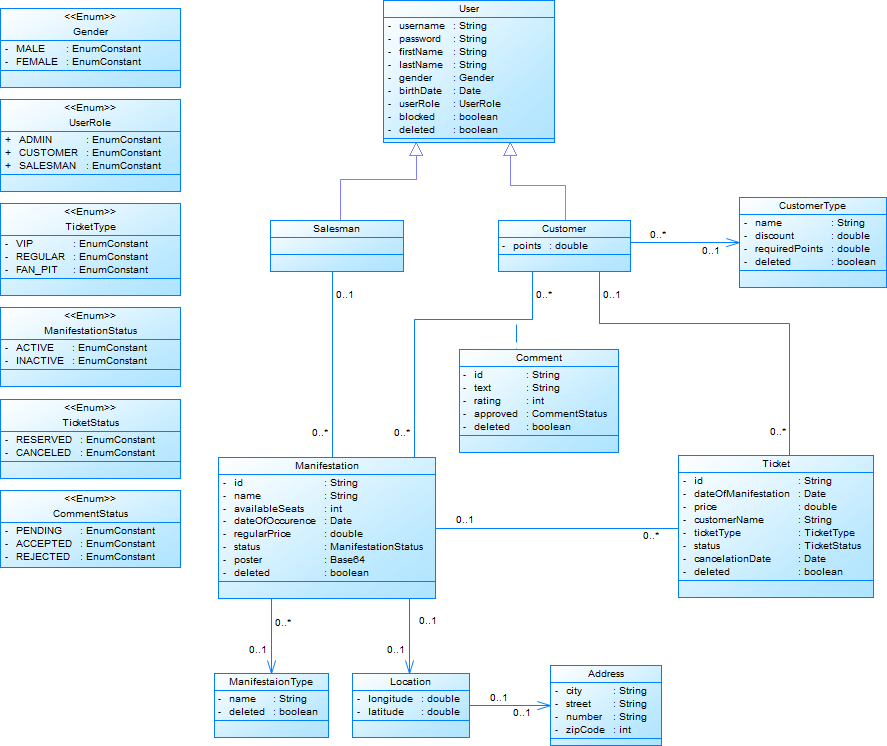 <<Enum>>
Gender
- MALE : EnumConstant
- FEMALE : EnumConstant
<<Enum>>
UserRole
+ ADMIN : EnumConstant
+ CUSTOMER : EnumConstant
+ SALESMAN : EnumConstant
<<Enum>>
TicketType
- VIP : EnumConstant
- REGULAR : EnumConstant
- FAN_PIT : EnumConstant
<<Enum>>
ManifestationStatus
- ACTIVE : EnumConstant
- INACTIVE : EnumConstant
<<Enum>>
TicketStatus
- RESERVED : EnumConstant
- CANCELED : EnumConstant
<<Enum>>
CommentStatus
- PENDING : EnumConstant
- ACCEPTED : EnumConstant
- REJECTED : EnumConstant
User
- username : String
- password : String
- firstName : String
- lastName : String
- gender : Gender
- birthDate : Date
- userRole : UserRole
- blocked : boolean
- deleted : boolean
Salesman
Customer
- points : double
0..*
0..1
CustomerType
- name : String
- discount : double
- requiredPoints : double
- deleted : boolean
0..1
0..*
0..1
Comment
- id : String
- text : String
- rating : int
- approved : CommentStatus
- deleted : boolean
0..*
0..*
0..*
Manifestation
- id : String
- name : String
- availableSeats : int
- dateOfOccurence : Date
- regularPrice : double
- status : ManifestationStatus
- poster : Base64
- deleted : boolean
0..1
0..*
Ticket
- id : String
- dateOfManifestation : Date
- price : double
- customerName : String
- ticketType : TicketType
- status : TicketStatus
- cancelationDate : Date
- deleted : boolean
0..*
0..1
0..1
0..1
ManifestaionType
- name : String
- deleted : boolean
Location
- longitude : double
- latitude : double
0..1
0..1
Address
- city : String
- street : String
- number : String
- zipCode : int